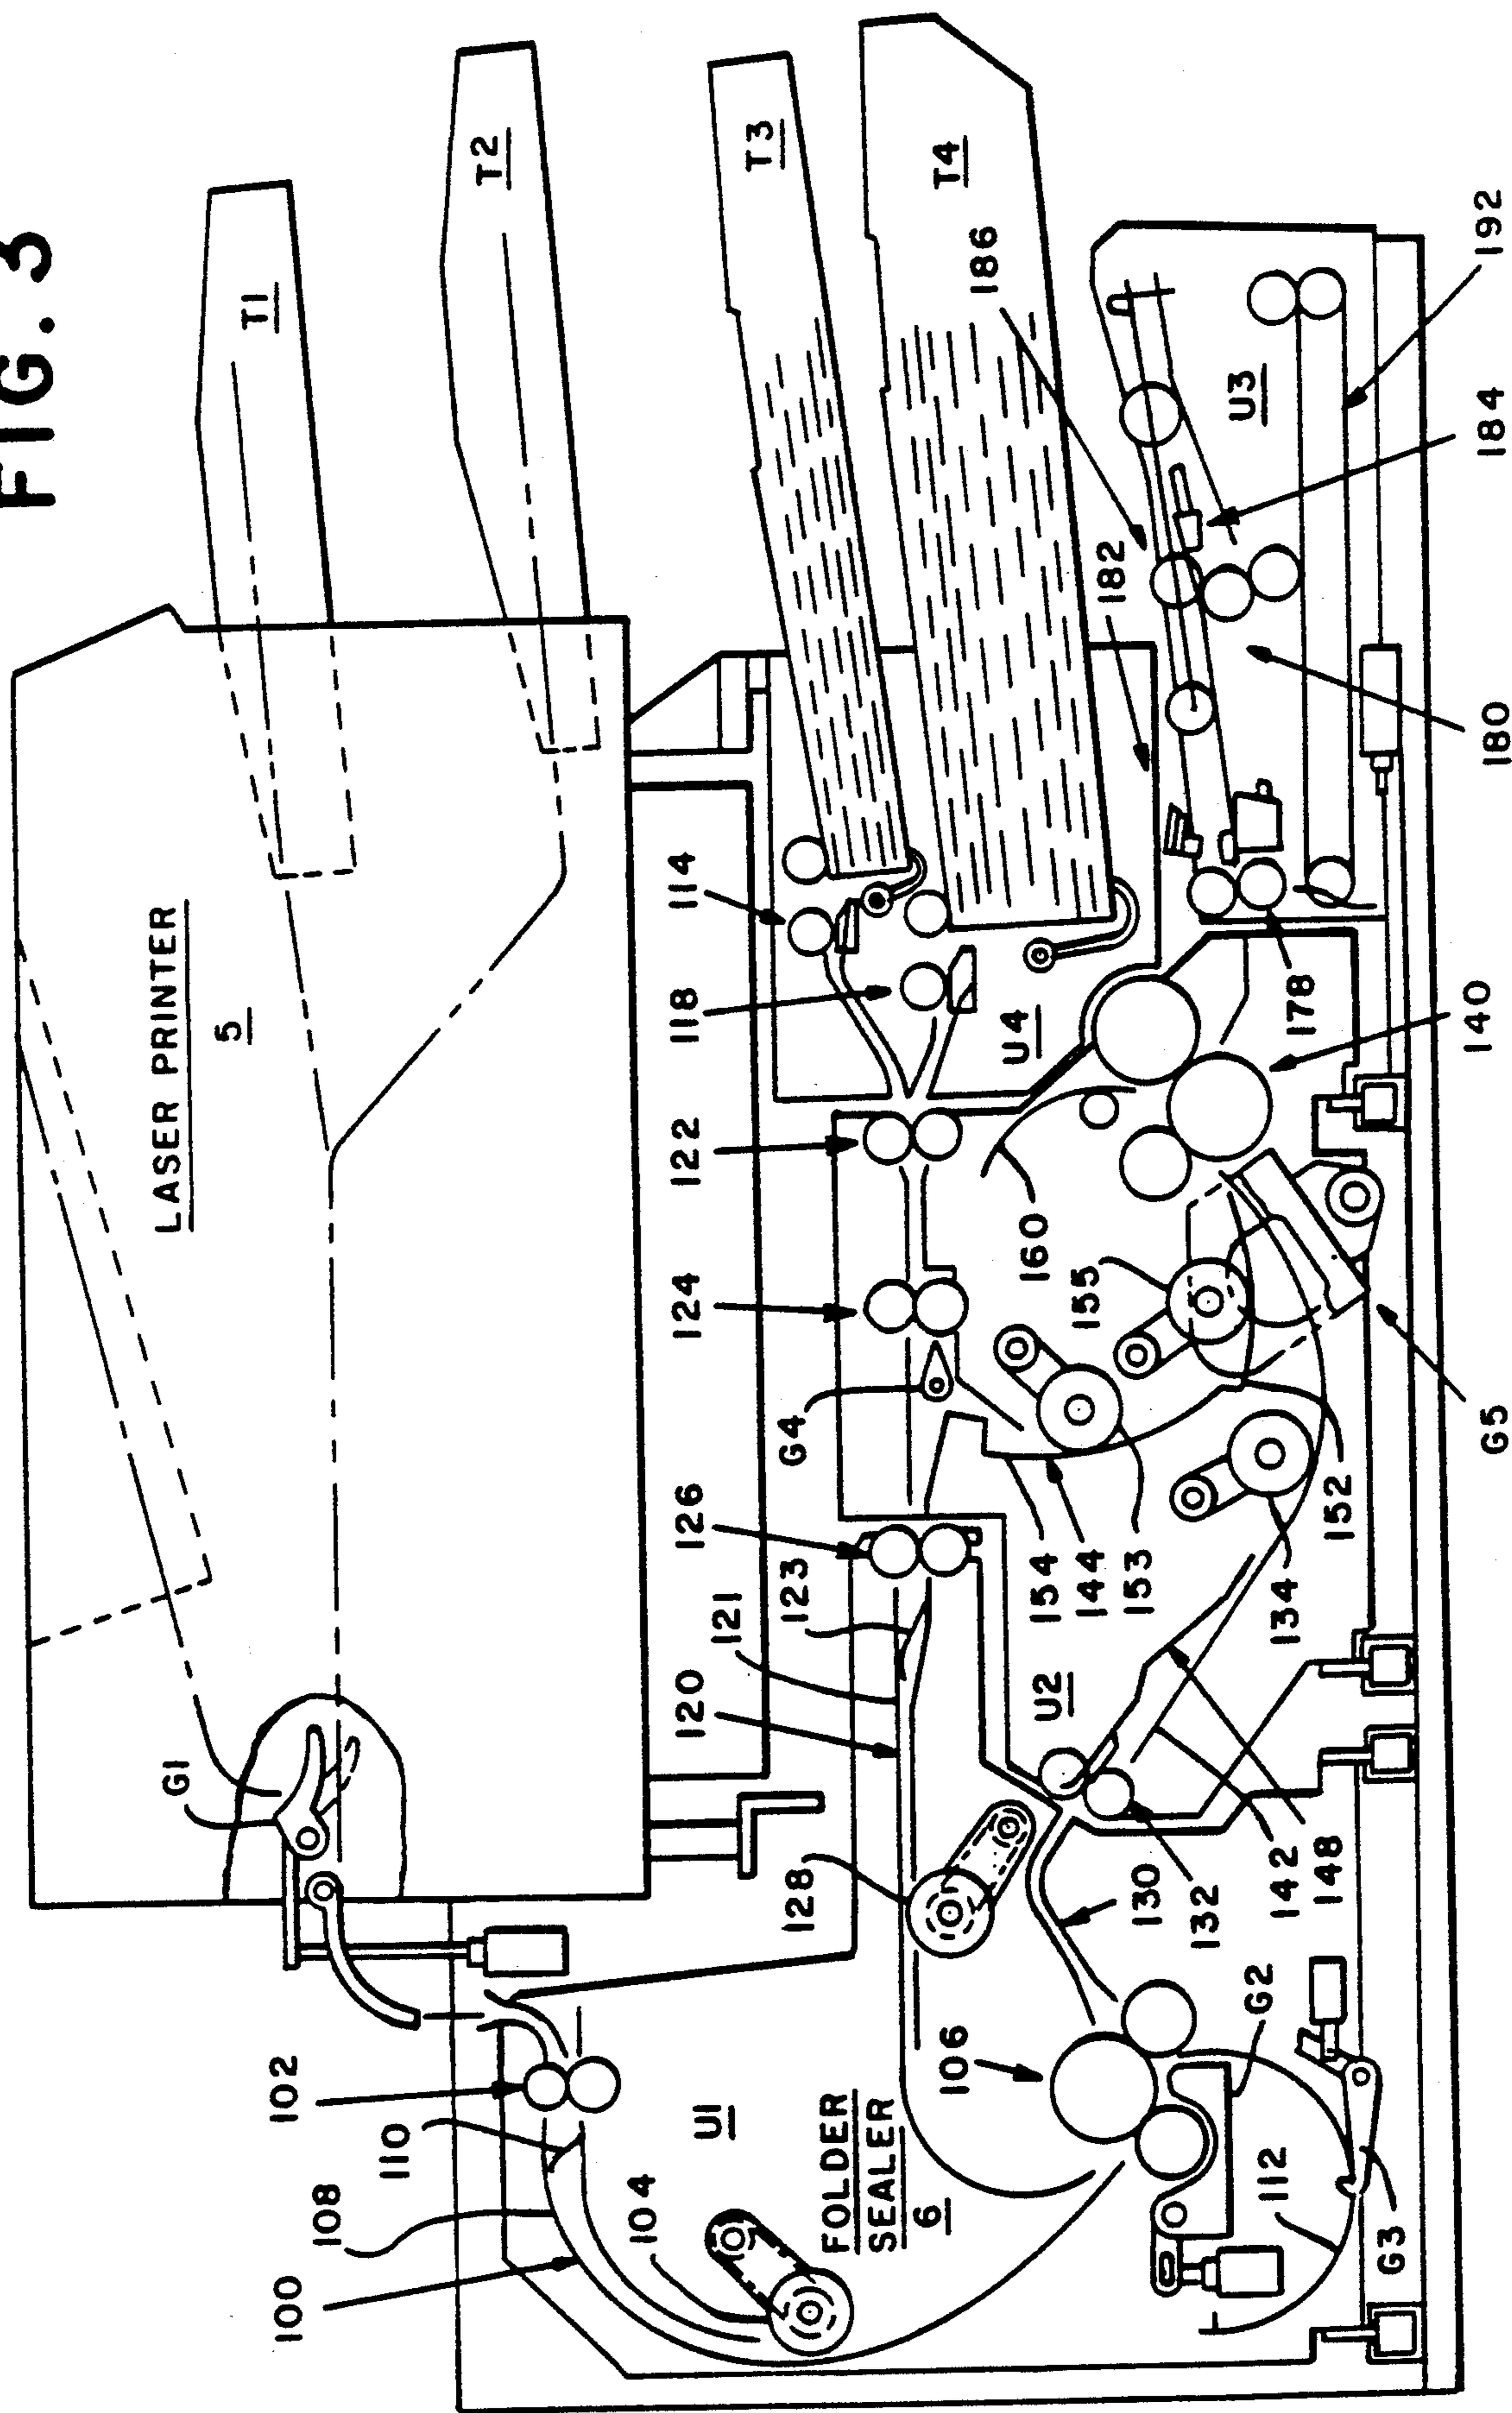 FIG. 3
T1
T2
T3
T4
LASER PRINTER
5
G1
102
110
108
100
104
U1
FOLDER
SEALER
6
106
G2
112
G3
128
130
132
142
148
120
121
123
126
U2
154
144
153
134
152
G5
G4
124
122
160
155
118
114
U4
178
140
182
180
186
184
U3
192